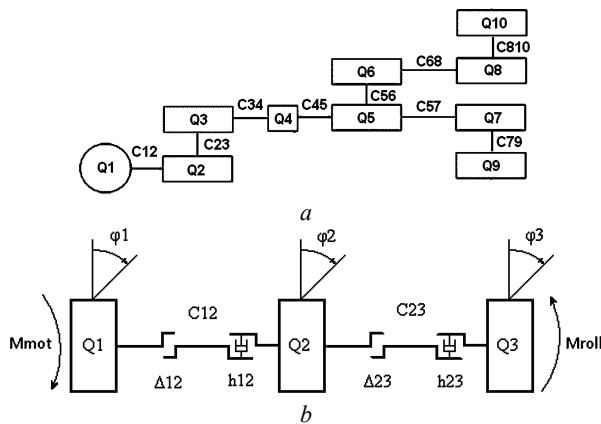 Q10
C810
C68
Q6
Q8
C34
C45
C56
C57
Q3
Q4
Q5
Q7
C12
C23
C79
Q1
Q2
Q9
a
φ1
φ2
φ3
C12
C23
Mmot
Q1
Q2
Q3
Mroll
Δ12
h12
Δ23
h23
b